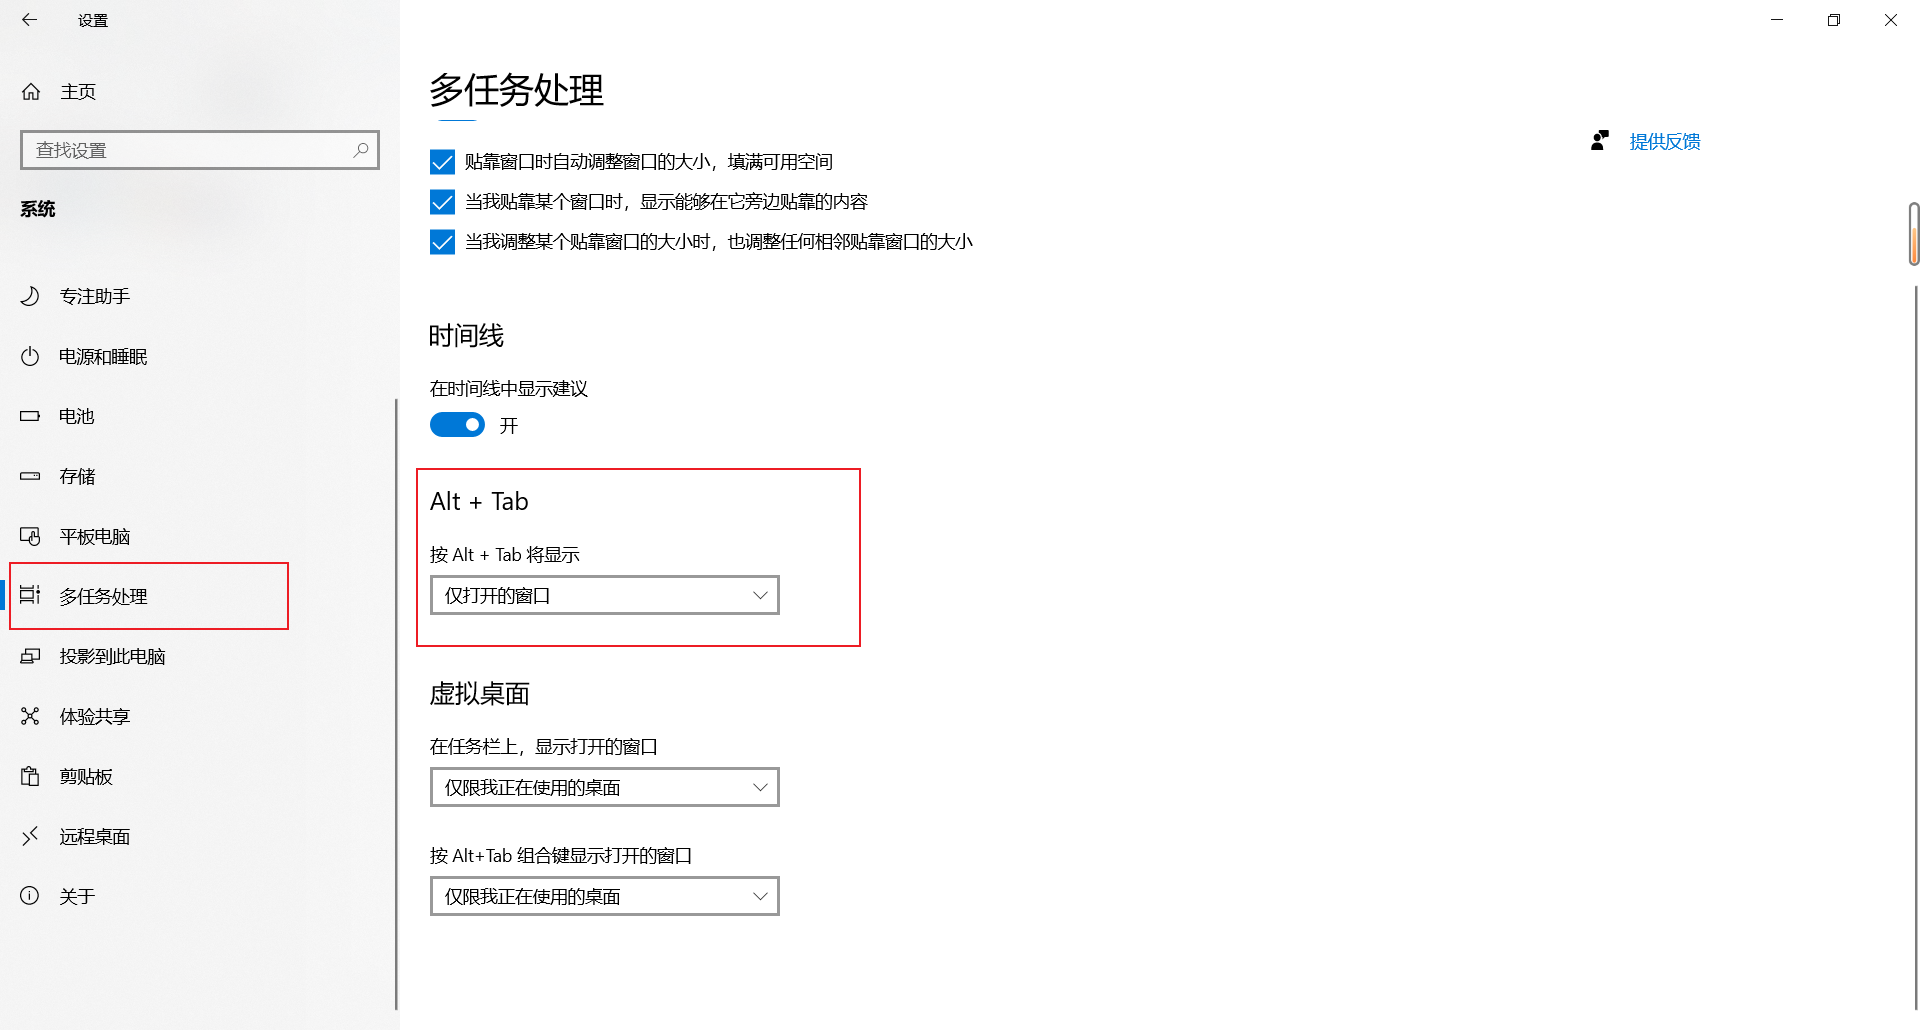 设置
主页
查找设置
系统
专注助手
电源和睡眠
电池
存储
平板电脑
多任务处理
投影到此电脑
体验共享
剪贴板
远程桌面
关于
多任务处理
贴靠窗口时自动调整窗口的大小，填满可用空间
当我贴靠某个窗口时，显示能够在它旁边贴靠的内容
当我调整某个贴靠窗口的大小时，也调整任何相邻贴靠窗口的大小
时间线
在时间线中显示建议
开
Alt + Tab
按 Alt + Tab 将显示
仅打开的窗口
虚拟桌面
在任务栏上，显示打开的窗口
仅限我正在使用的桌面
按 Alt+Tab 组合键显示打开的窗口
仅限我正在使用的桌面
提供反馈